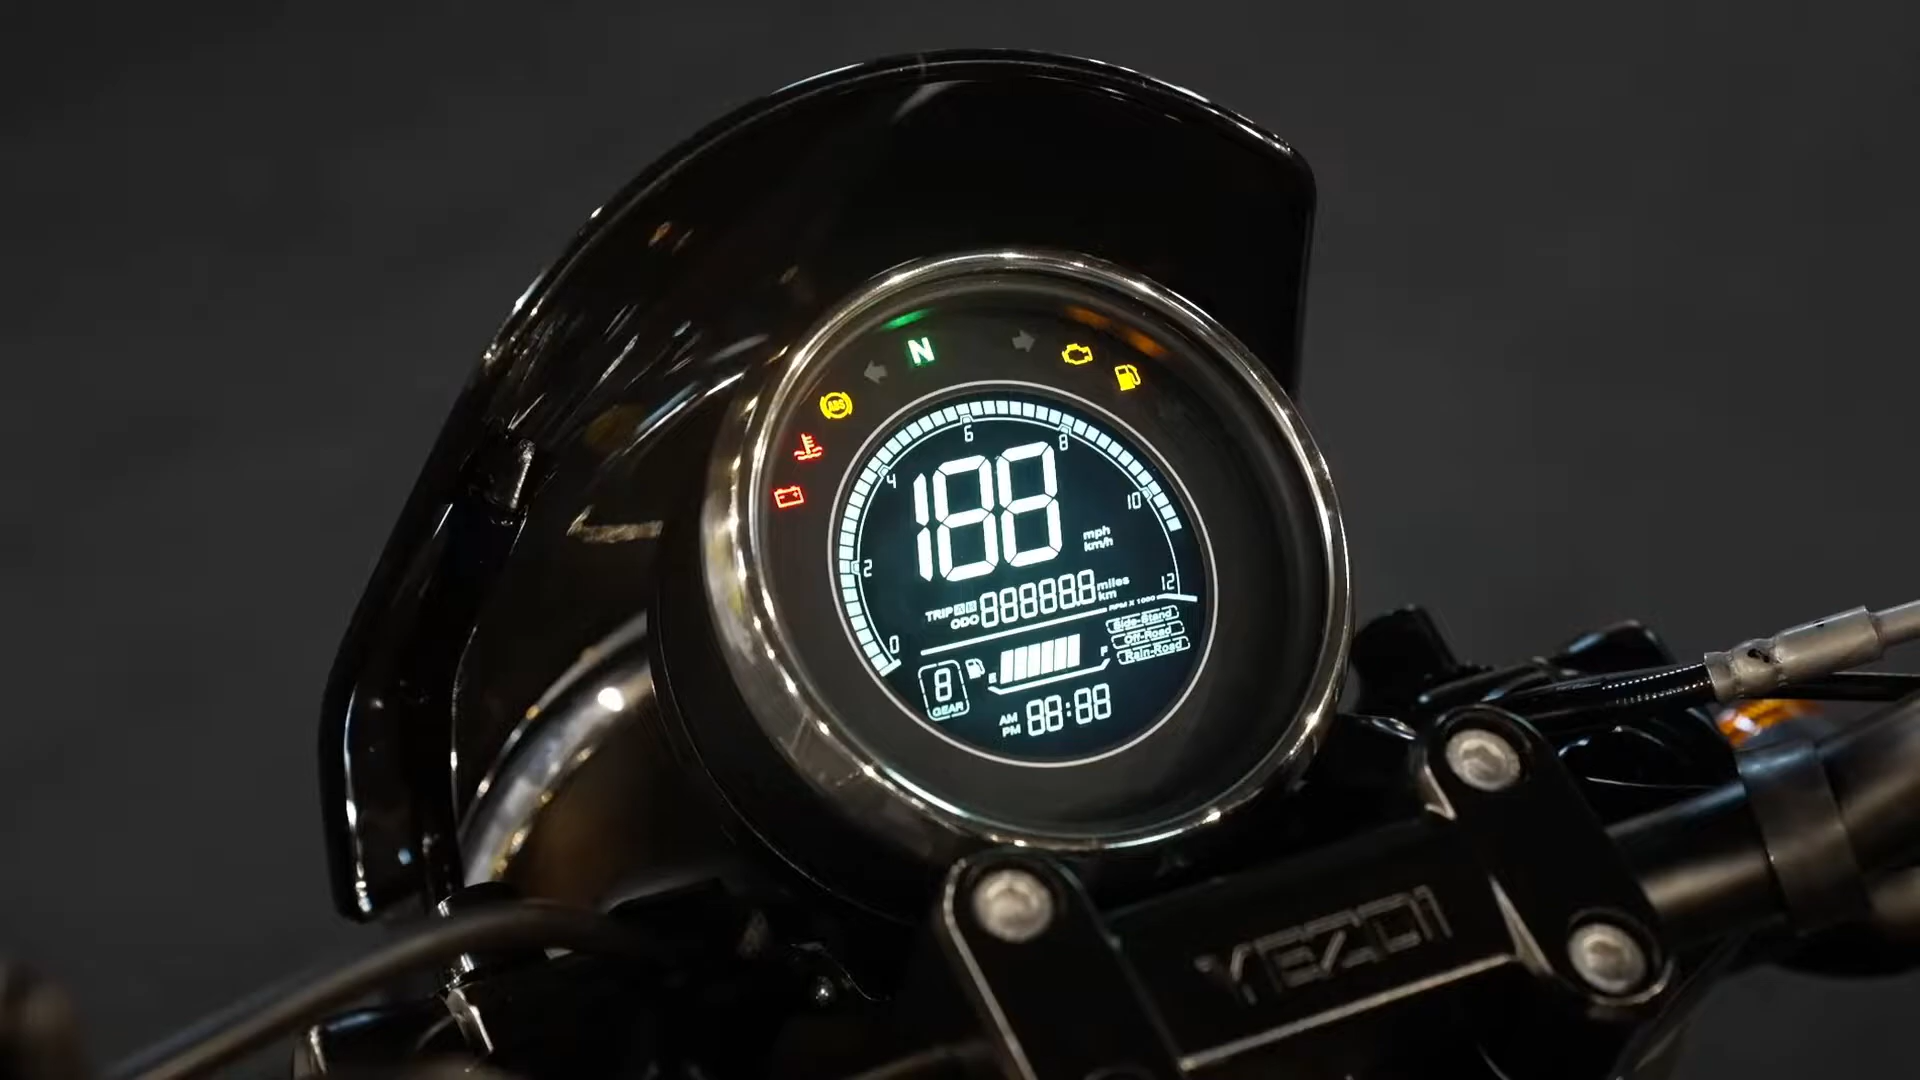 N
ABS
6
8
4
10
188
mph
km/h
2
12
TRIP A B 888888 miles
ODO km
RPM X 1000
0
Side-Stand
Off-Road
Rain-Road
E F
8
GEAR
AM 88:88
PM
YEZDI